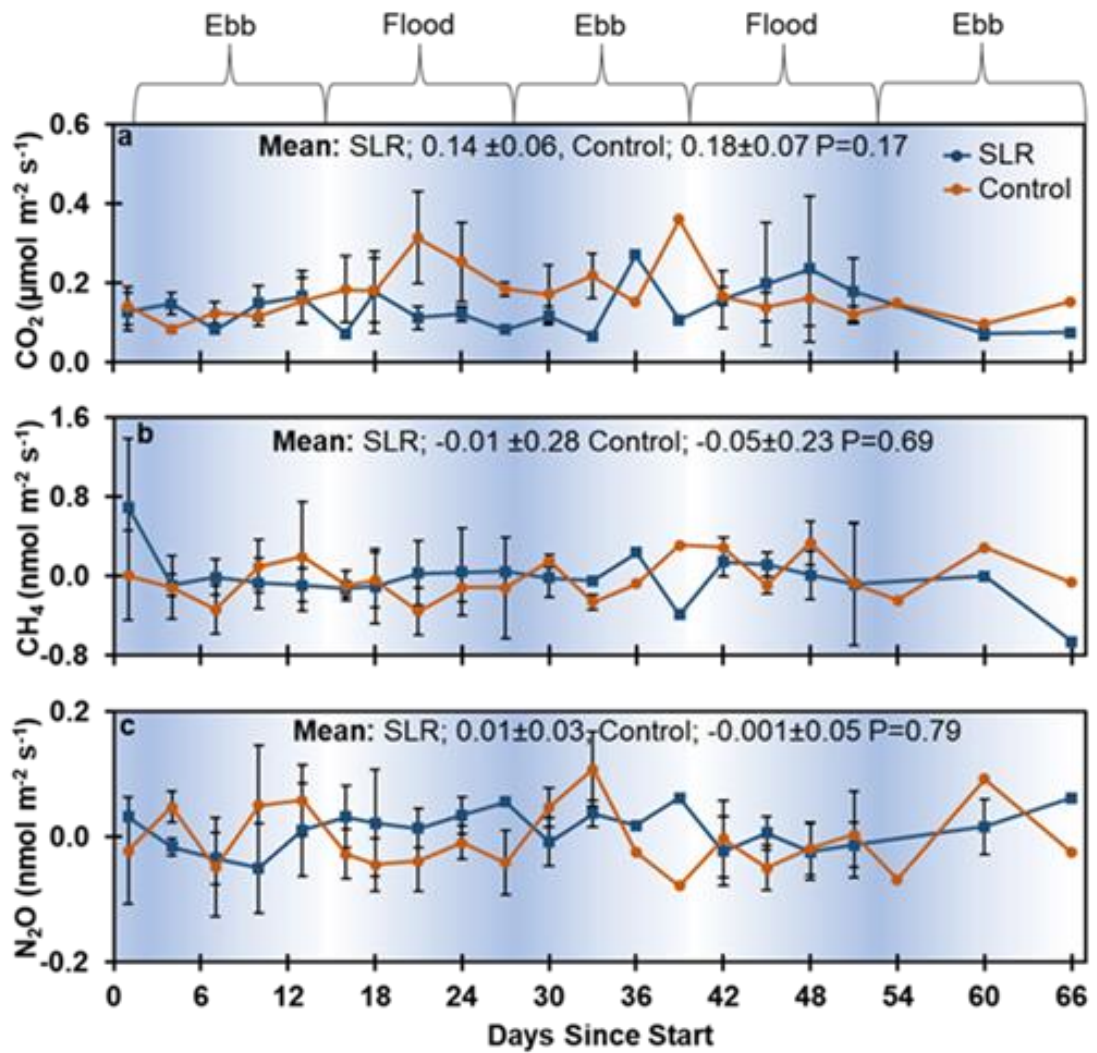 Ebb Flood Ebb Flood Ebb
a
Mean: SLR; 0.14 ±0.06, Control; 0.18±0.07 P=0.17
SLR
Control
CO₂ (µmol m⁻² s⁻¹)
0.6
0.4
0.2
0.0
b
Mean: SLR; -0.01 ±0.28 Control; -0.05±0.23 P=0.69
CH₄ (nmol m⁻² s⁻¹)
1.6
0.8
0.0
-0.8
c
Mean: SLR; 0.01±0.03, Control; -0.001±0.05 P=0.79
N₂O (nmol m⁻² s⁻¹)
0.2
0.0
-0.2
0 6 12 18 24 30 36 42 48 54 60 66
Days Since Start